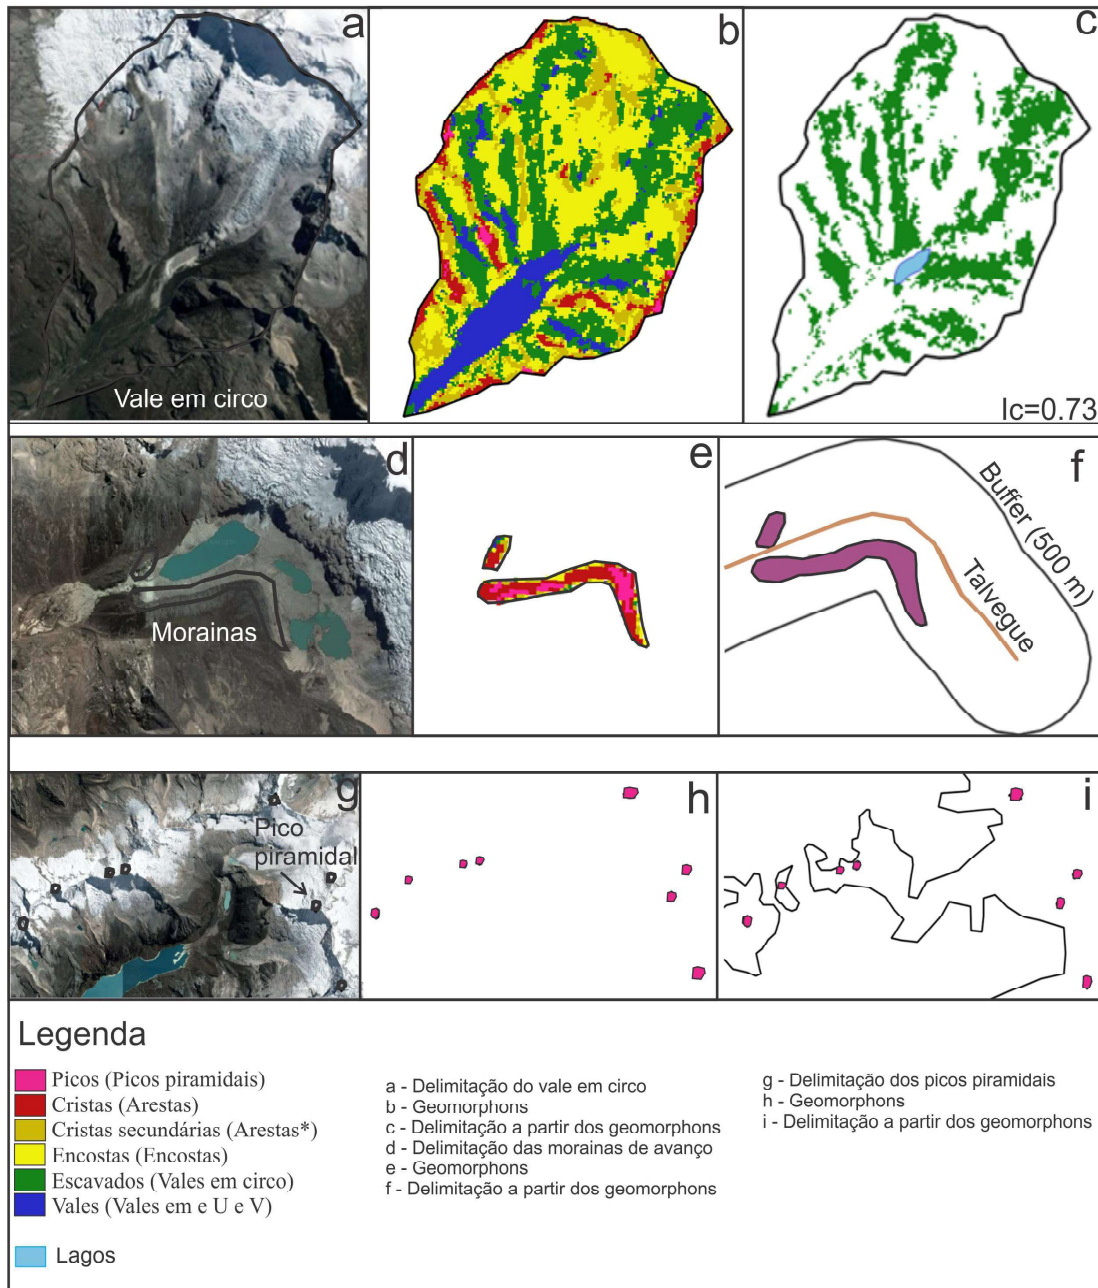 a
b
c
Vale em circo
Ic=0.73
d
e
f
Morainas
Buffer (500 m)
Talvegue
g
h
i
Pico
piramidal
Legenda
Picos (Picos piramidais)
Cristas (Arestas)
Cristas secundárias (Arestas*)
Encostas (Encostas)
Escavados (Vales em circo)
Vales (Vales em e U e V)
Lagos
a - Delimitação do vale em circo
b - Geomorphons
c - Delimitação a partir dos geomorphons
d - Delimitação das morainas de avanço
e - Geomorphons
f - Delimitação a partir dos geomorphons
g - Delimitação dos picos piramidais
h - Geomorphons
i - Delimitação a partir dos geomorphons